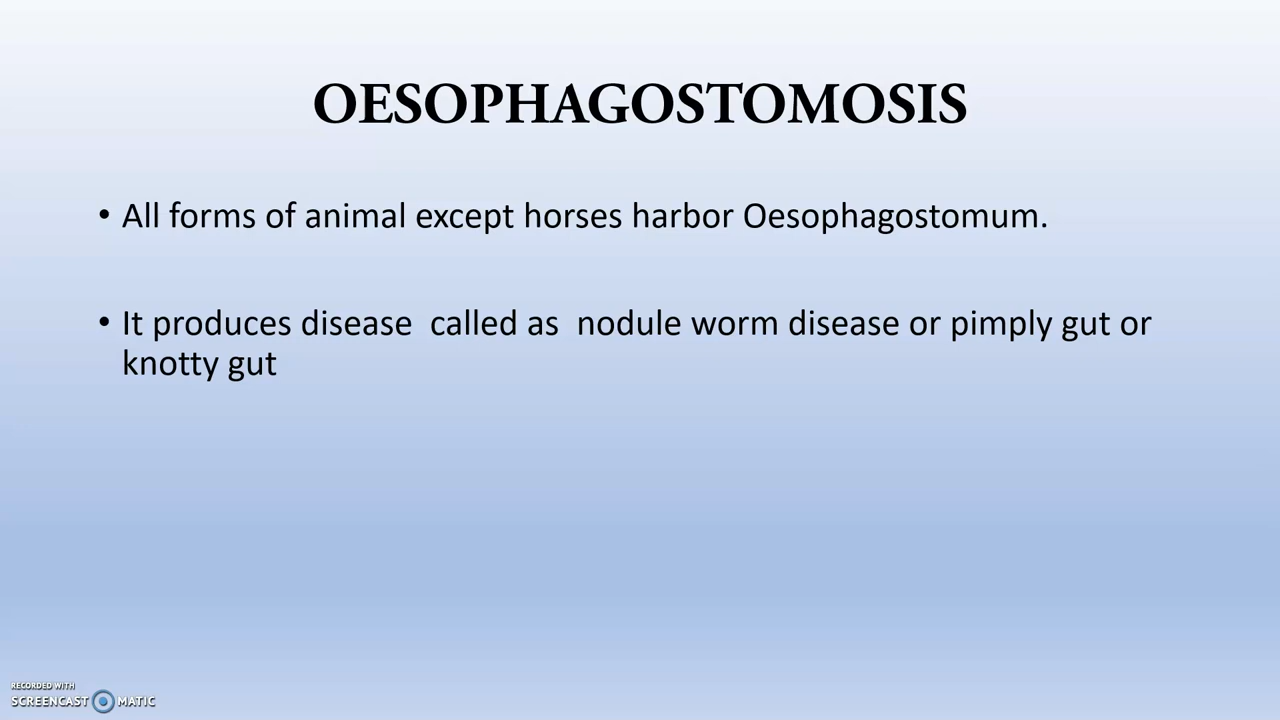 OESOPHAGOSTOMOSIS
• All forms of animal except horses harbor Oesophagostomum.
• It produces disease  called as  nodule worm disease or pimply gut or
knotty gut
RECORDED WITH
SCREENCAST MATIC